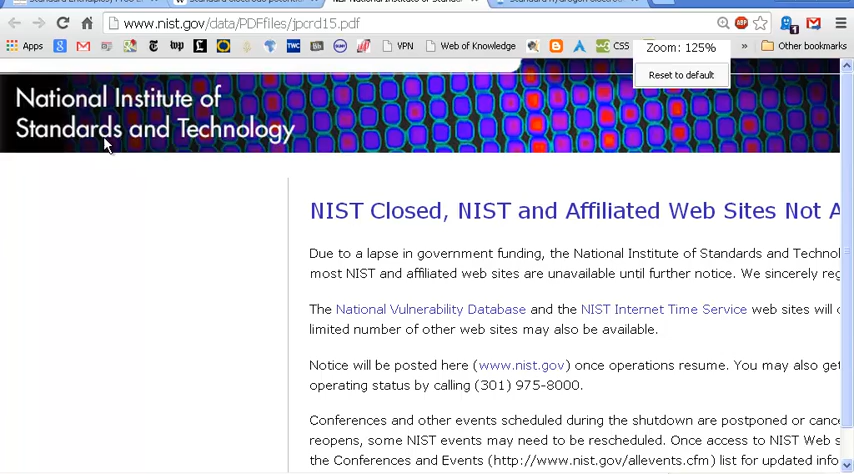 www.nist.gov/data/PDFfiles/jpcrd15.pdf
Apps
VPN
Web of Knowledge
CSS
»
Other bookmarks
Zoom: 125%
Reset to default
National Institute of
Standards and Technology
NIST Closed, NIST and Affiliated Web Sites Not A
Due to a lapse in government funding, the National Institute of Standards and Technol
most NIST and affiliated web sites are unavailable until further notice. We sincerely reg
The National Vulnerability Database and the NIST Internet Time Service web sites will c
limited number of other web sites may also be available.
Notice will be posted here (www.nist.gov) once operations resume. You may also get
operating status by calling (301) 975-8000.
Conferences and other events scheduled during the shutdown are postponed or cance
reopens, some NIST events may need to be rescheduled. Once access to NIST Web s
the Conferences and Events (http://www.nist.gov/allevents.cfm) list for updated info